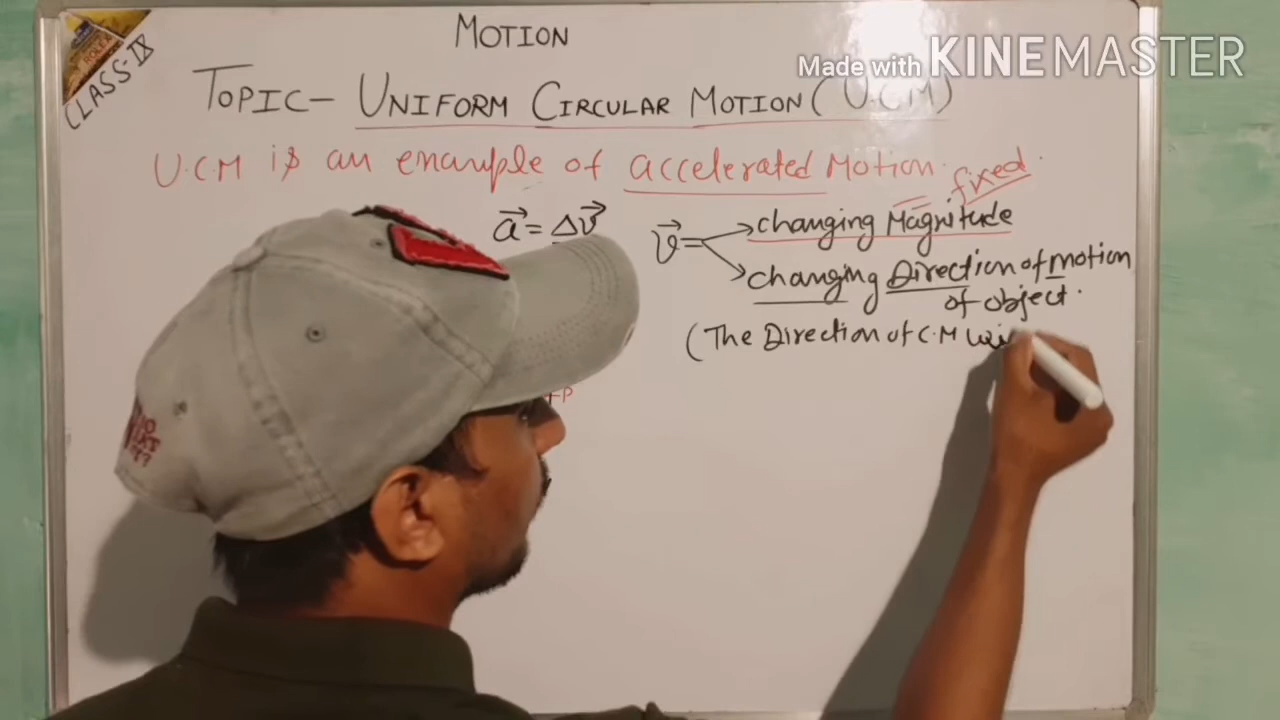 MOTION
Made with KINEMASTER
ROLEX
CLASS-IX
TOPIC- UNIFORM CIRCULAR MOTION (U.C.M)
U.C.M is an example of accelerated Motion.
fixed.
a⃗ = Δv⃗
v⃗ = changing Magnitude
changing Direction of Motion
of object.
(The Direction of C.M